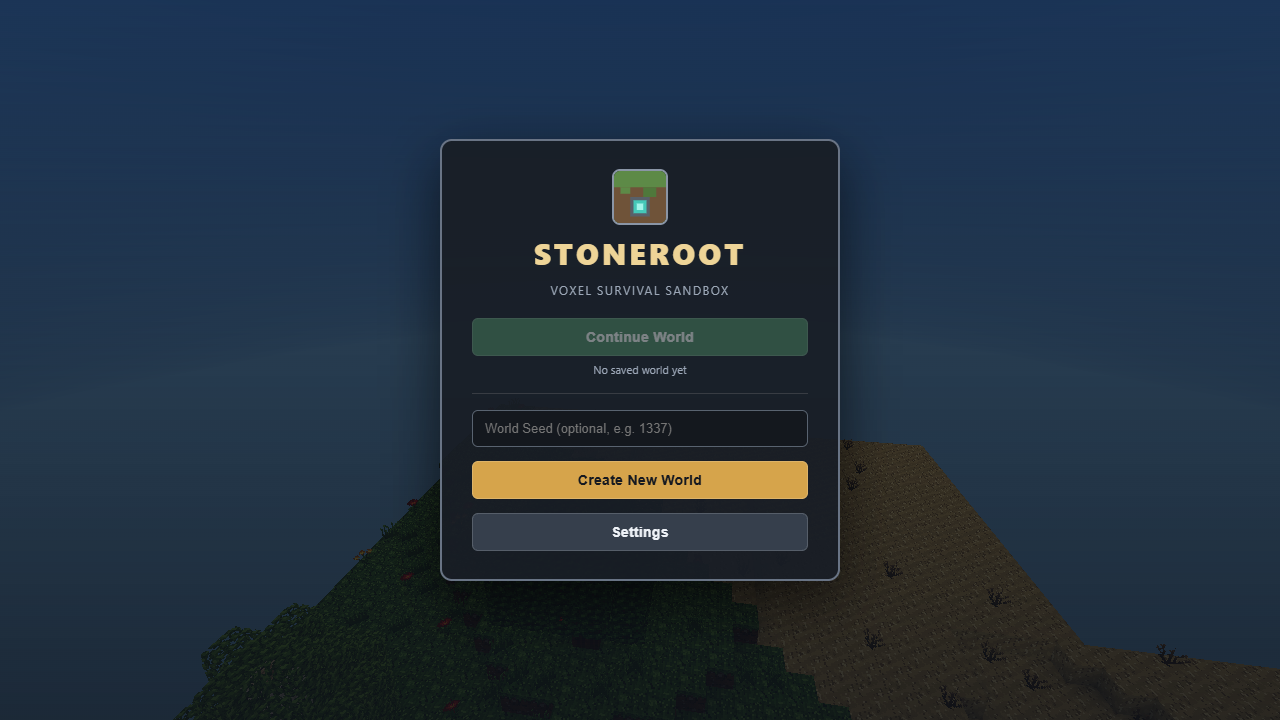 STONEROOT
VOXEL SURVIVAL SANDBOX
Continue World
No saved world yet
World Seed (optional, e.g. 1337)
Create New World
Settings